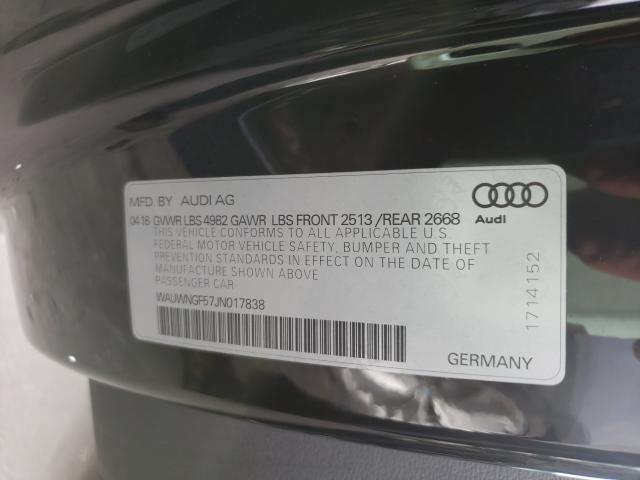 MFD. BY AUDI AG
04 18 GVWR LBS 4982 GAWR LBS FRONT 2513 /REAR 2668
THIS VEHICLE CONFORMS TO ALL APPLICABLE U.S.
FEDERAL MOTOR VEHICLE SAFETY, BUMPER AND THEFT
PREVENTION STANDARDS IN EFFECT ON THE DATE OF
MANUFACTURE SHOWN ABOVE
PASSENGER CAR
WAUWNGF57JN017838
GERMANY
Audi
1714152